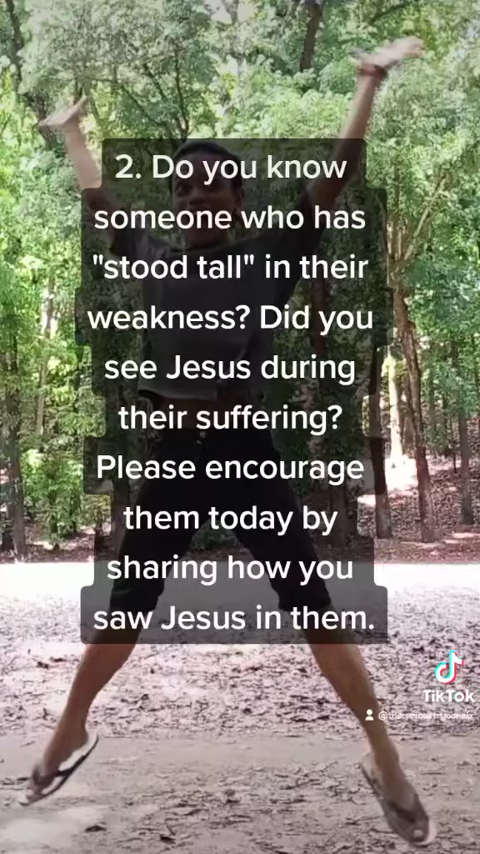 2. Do you know
someone who has
"stood tall" in their
weakness? Did you
see Jesus during
their suffering?
Please encourage
them today by
sharing how you
saw Jesus in them.
TikTok